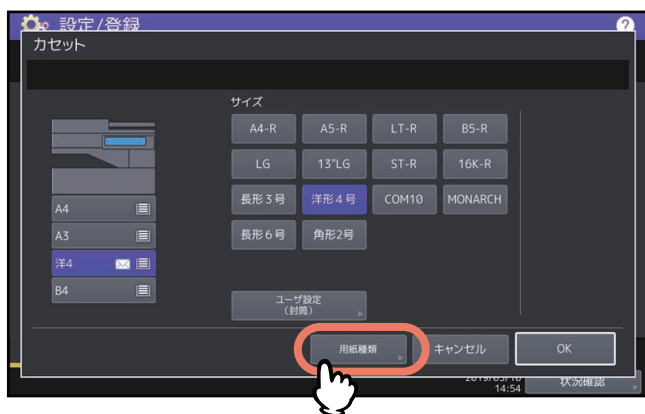 設定/登録
?
カセット
サイズ
A4-R A5-R LT-R B5-R
LG 13"LG ST-R 16K-R
長形3号 洋形4号 COM10 MONARCH
長形6号 角形2号
A4
A3
洋4
B4
ユーザ設定
(封筒)
用紙種類 キャンセル OK
14:54
状況確認